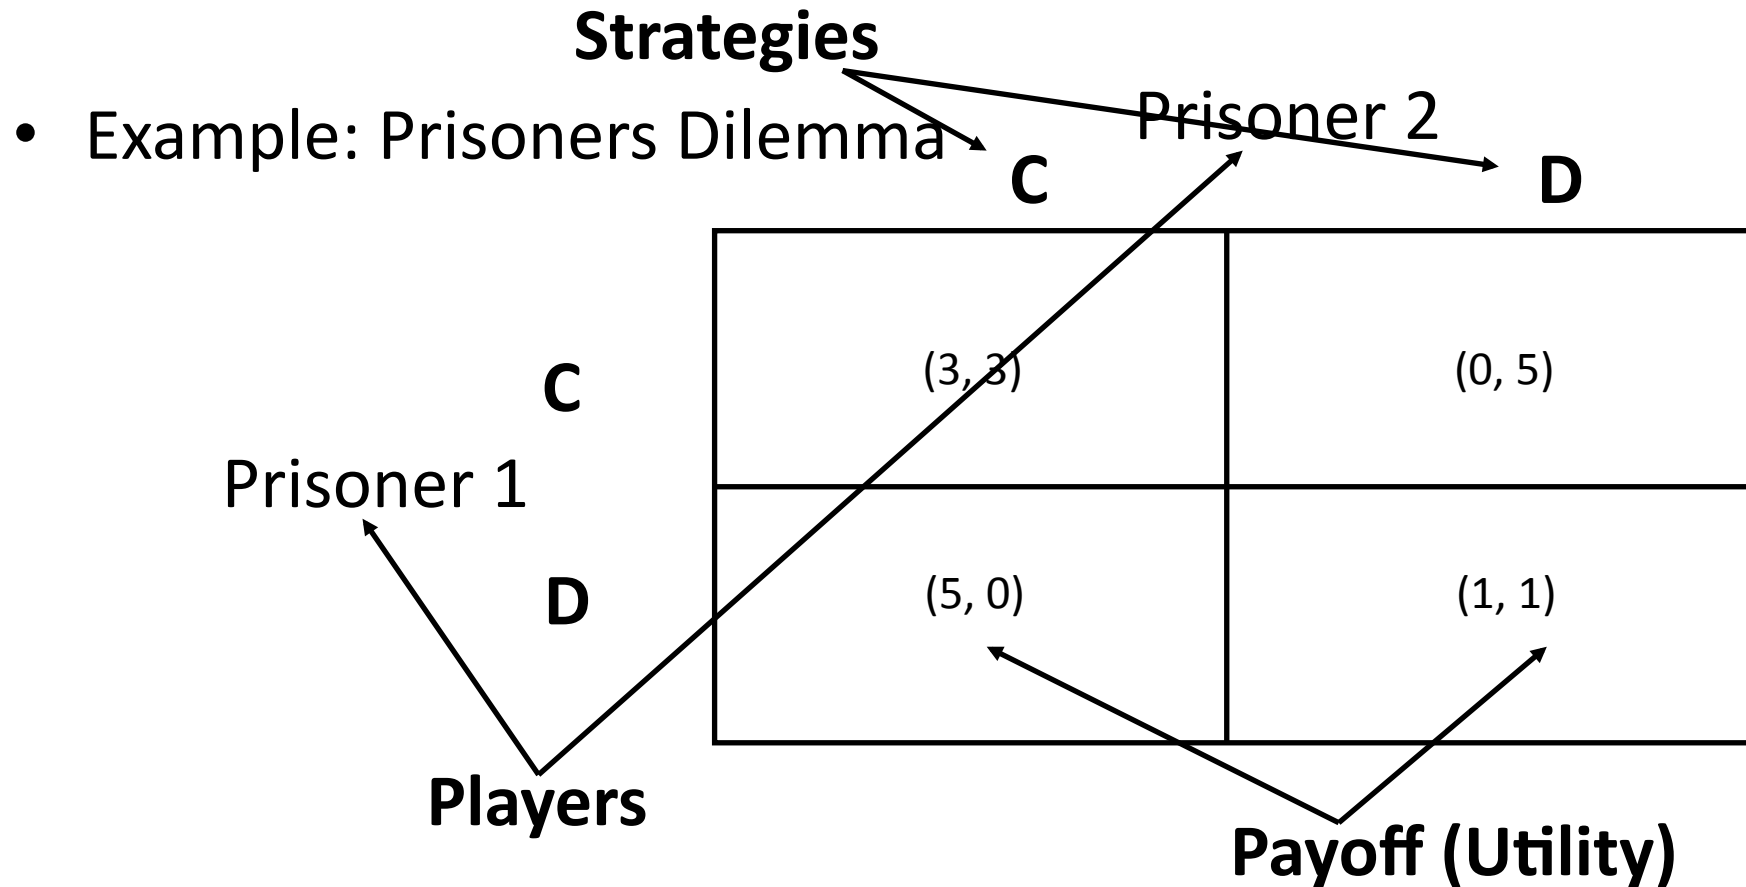 Strategies
• Example: Prisoners Dilemma
Prisoner 2
C D
C (3, 3) (0, 5)
Prisoner 1
D (5, 0) (1, 1)
Players
Payoff (Utility)